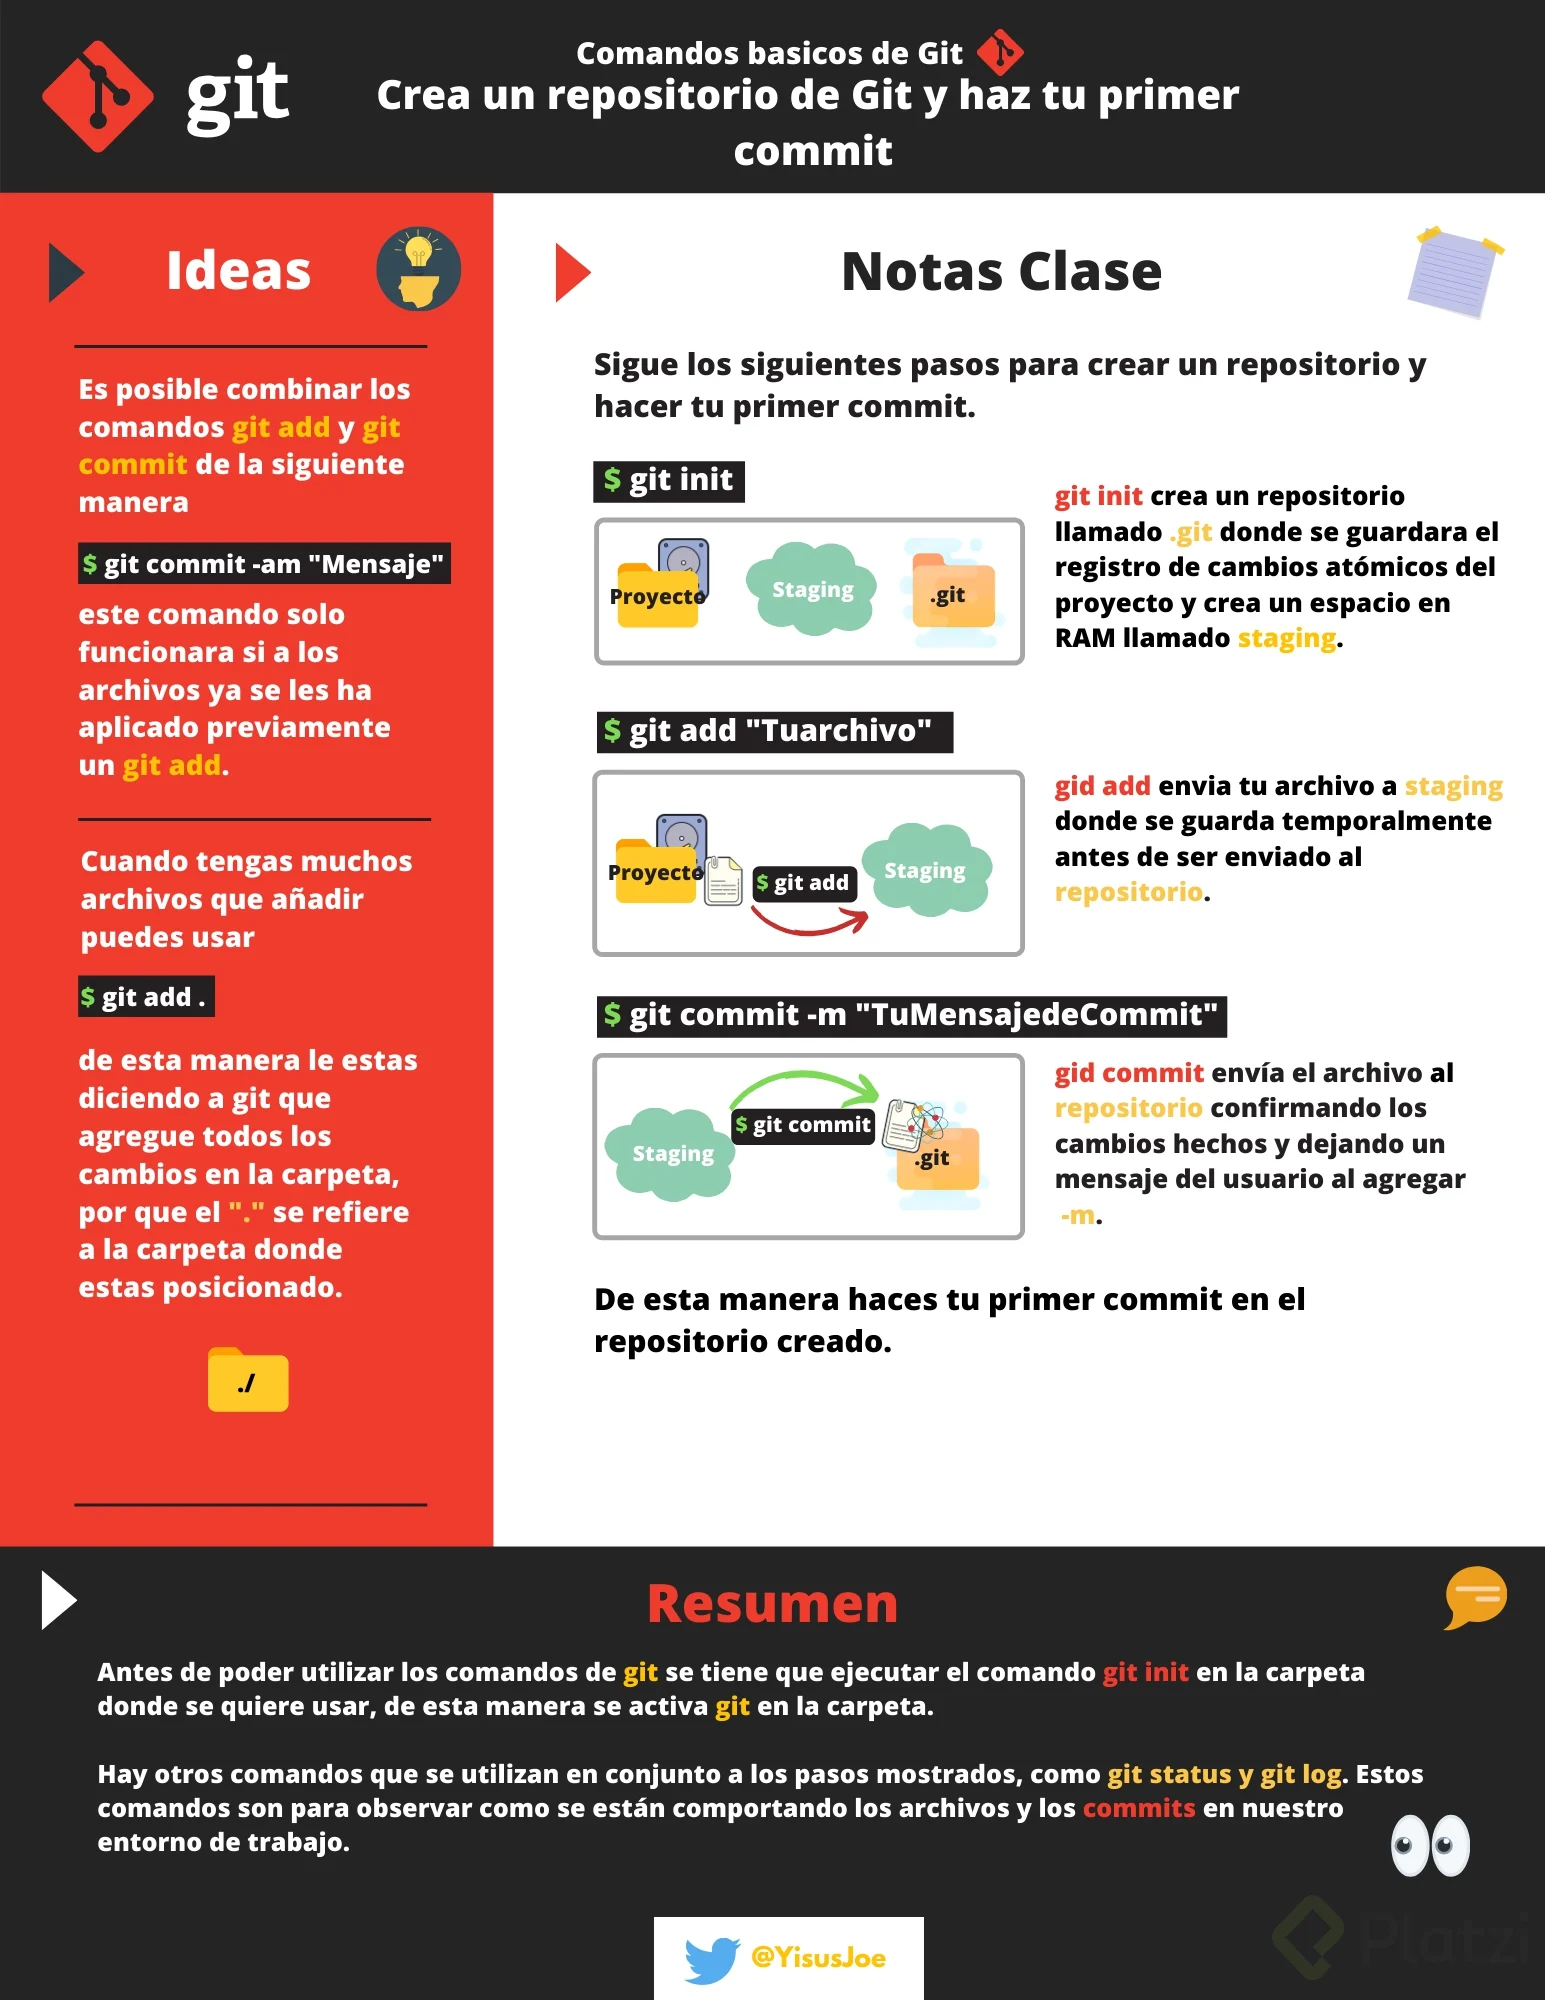 git
Comandos basicos de Git
Crea un repositorio de Git y haz tu primer
commit
Ideas
Es posible combinar los
comandos git add y git
commit de la siguiente
manera
$ git commit -am "Mensaje"
este comando solo
funcionara si a los
archivos ya se les ha
aplicado previamente
un git add.
Cuando tengas muchos
archivos que añadir
puedes usar
$ git add .
de esta manera le estas
diciendo a git que
agregue todos los
cambios en la carpeta,
por que el "." se refiere
a la carpeta donde
estas posicionado.
./
Notas Clase
Sigue los siguientes pasos para crear un repositorio y
hacer tu primer commit.
$ git init
Proyecto
Staging
.git
git init crea un repositorio
llamado .git donde se guardara el
registro de cambios atómicos del
proyecto y crea un espacio en
RAM llamado staging.
$ git add "Tuarchivo"
Proyecto
$ git add
Staging
gid add envia tu archivo a staging
donde se guarda temporalmente
antes de ser enviado al
repositorio.
$ git commit -m "TuMensajedeCommit"
Staging
$ git commit
.git
gid commit envía el archivo al
repositorio confirmando los
cambios hechos y dejando un
mensaje del usuario al agregar
-m.
De esta manera haces tu primer commit en el
repositorio creado.
Resumen
Antes de poder utilizar los comandos de git se tiene que ejecutar el comando git init en la carpeta
donde se quiere usar, de esta manera se activa git en la carpeta.
Hay otros comandos que se utilizan en conjunto a los pasos mostrados, como git status y git log. Estos
comandos son para observar como se están comportando los archivos y los commits en nuestro
entorno de trabajo.
@YisusJoe
Platzi